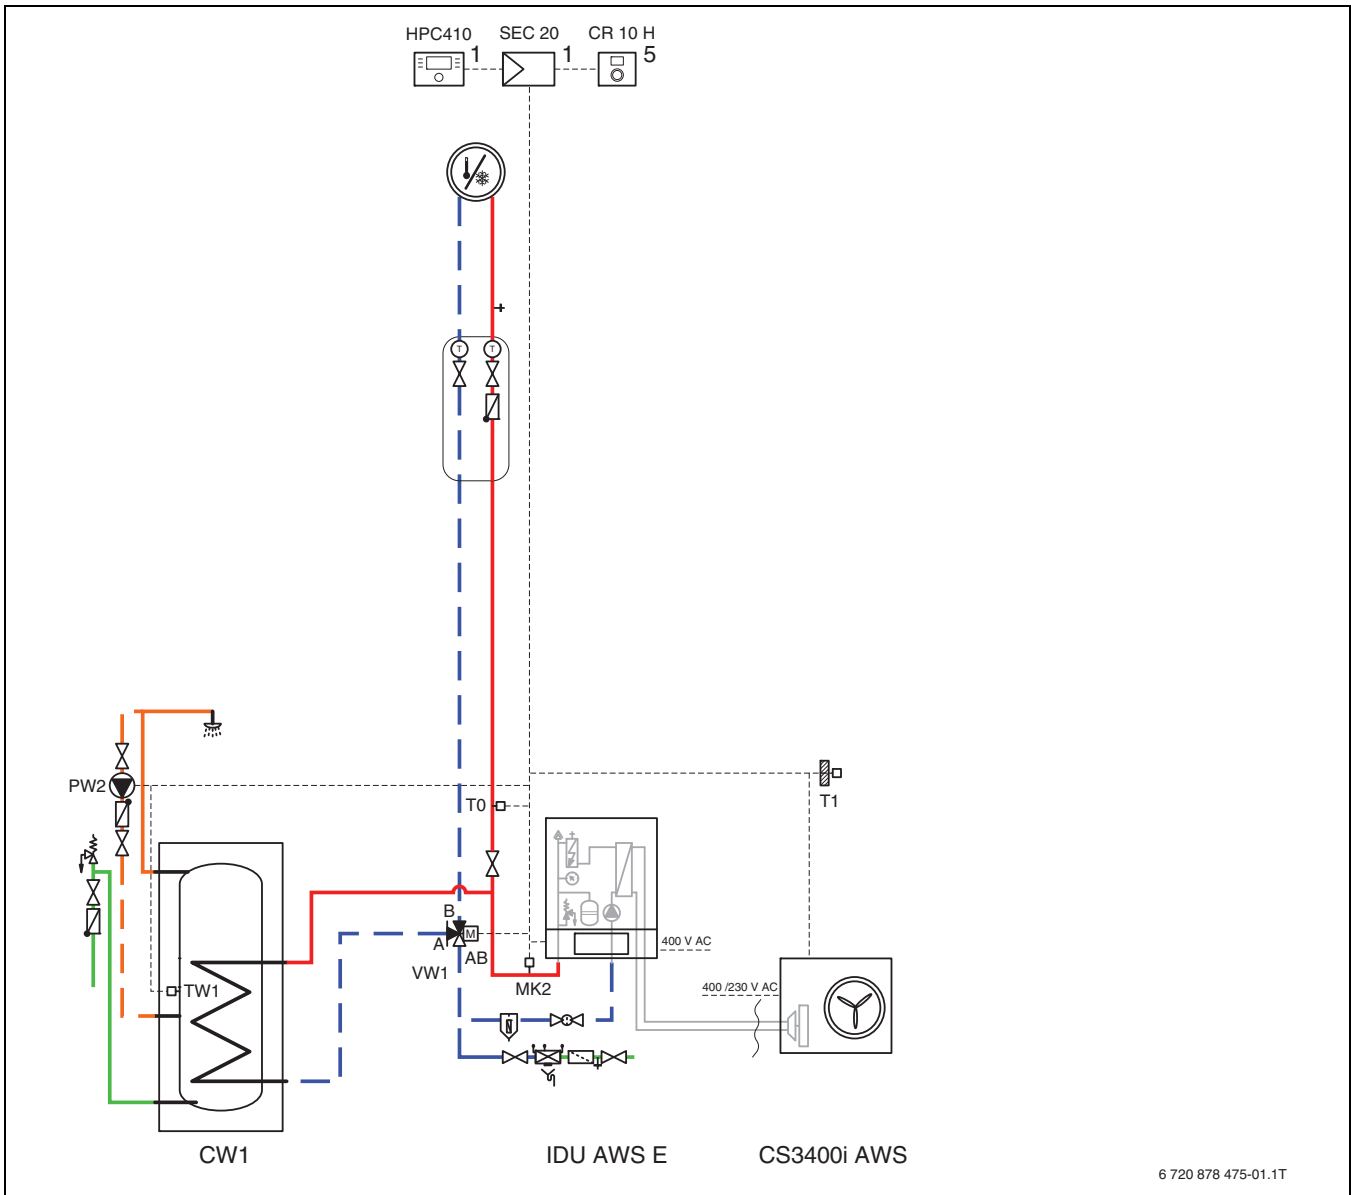 HPC410 SEC 20 CR 10 H
1 1 5
T T
PW2
T0
T1
B
A
M
AB
VW1
400 V AC
MK2
TW1
400 /230 V AC
CW1
IDU AWS E
CS3400i AWS
6 720 878 475-01.1T